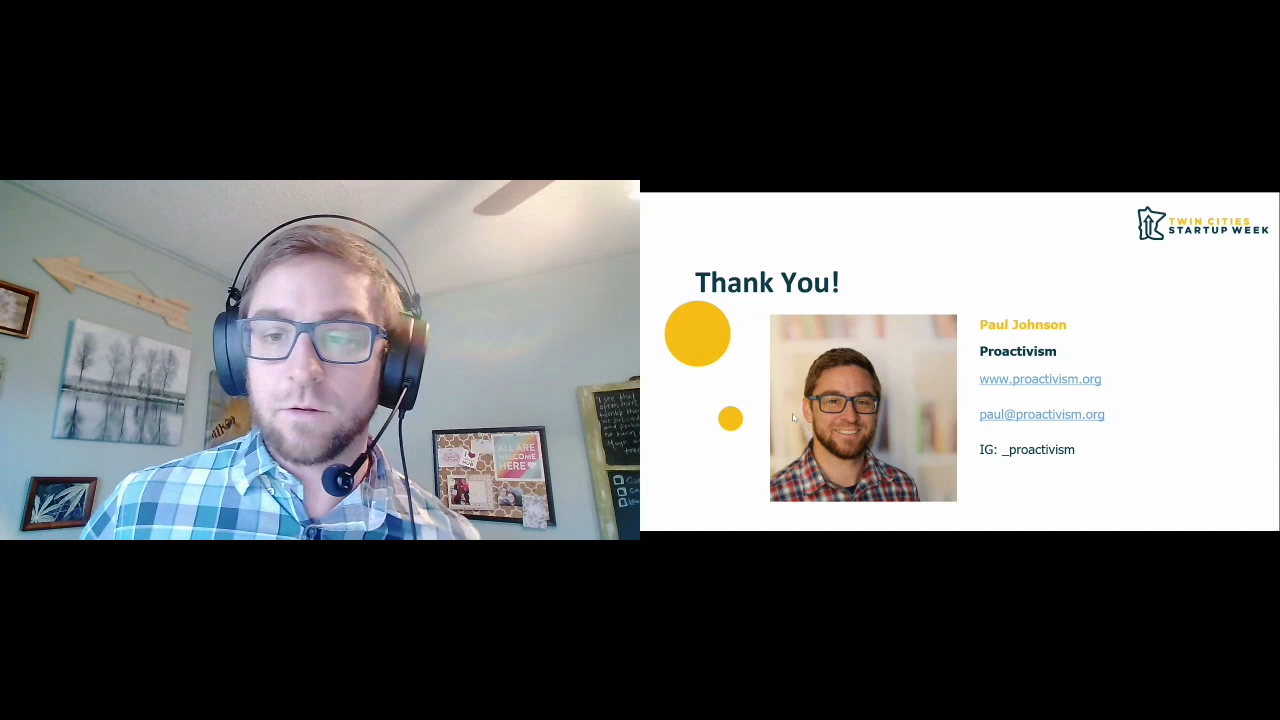 ALL ARE
WELCOME
HERE
TWIN CITIES
STARTUP WEEK
Thank You!
Paul Johnson
Proactivism
www.proactivism.org
paul@proactivism.org
IG: _proactivism